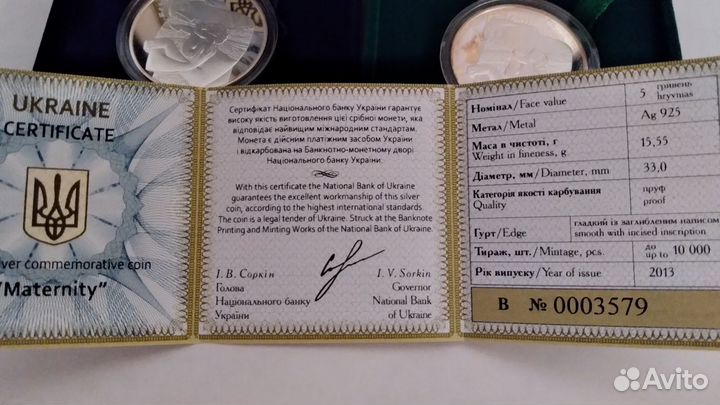 UKRAINE
CERTIFICATE
ver commemorative coin
"Maternity"
Сертифікат Національного банку України гарантує
високу якість виготовлення цієї срібної монети, яка
відповідає найвищим міжнародним стандартам.
Монета є дійсним платіжним засобом України
і відкарбована на Банкнотно-монетному дворі
Національного банку України.
With this certificate the National Bank of Ukraine
guarantees the excellent workmanship of this silver
coin, according to the highest international standards.
The coin is a legal tender of Ukraine. Struck at the Banknote
Printing and Minting Works of the National Bank of Ukraine.
І. В. Соркін I. V. Sorkin
Голова Governor
Національного банку National Bank
України of Ukraine
Номінал/Face value 5 гривень
hryvnias
Метал/Metal Ag 925
Маса в чистоті, г 15,55
Weight in fineness, g
Діаметр, мм/Diameter, mm 33,0
Категорія якості карбування пруф
Quality proof
Гурт/Edge гладкий із заглибленим написом
smooth with incised inscription
Тираж, шт./Mintage, pcs. до 10 000
up to
Рік випуску/Year of issue 2013
В № 0003579
Avito